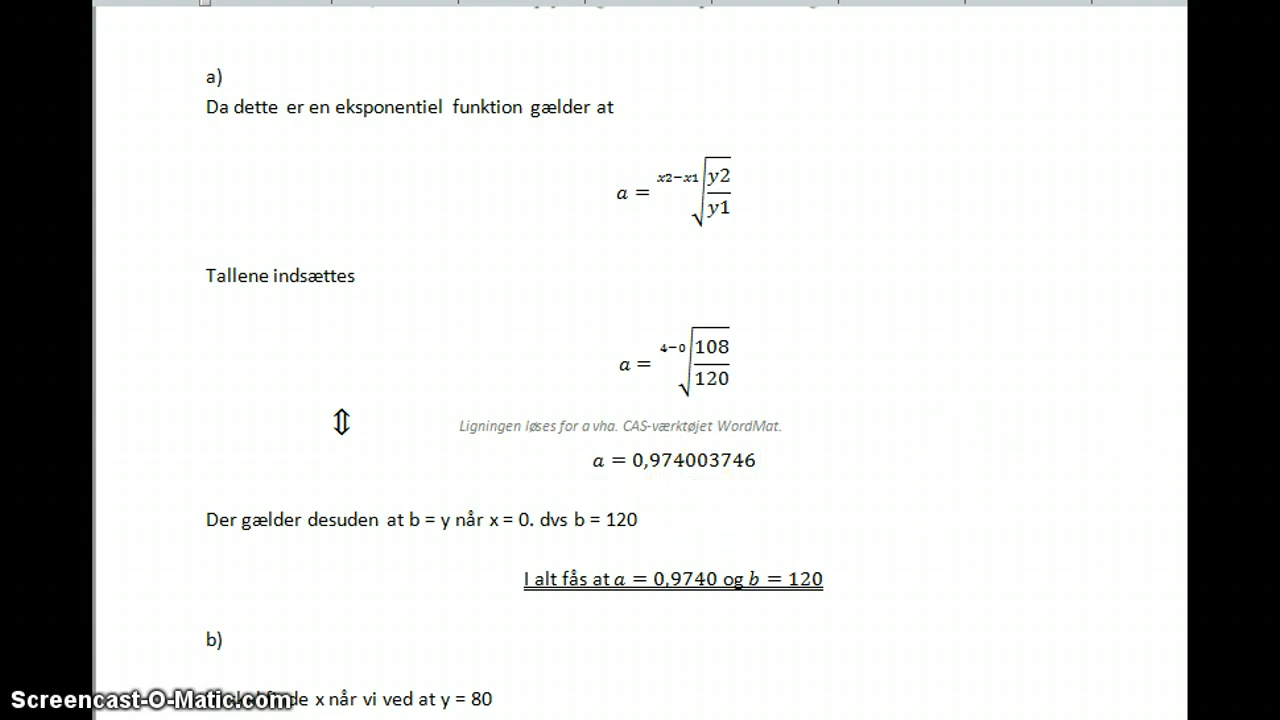 a)
Da dette er en eksponentiel funktion gælder at
a = x2−x1√y2/y1
Tallene indsættes
a = 4−0√108/120
⇕ Ligningen løses for a vha. CAS-værktøjet WordMat.
a = 0,974003746
Der gælder desuden at b = y når x = 0. dvs b = 120
I alt fås at a = 0,9740 og b = 120
b)
x når vi ved at y = 80
Screencast-O-Matic.com